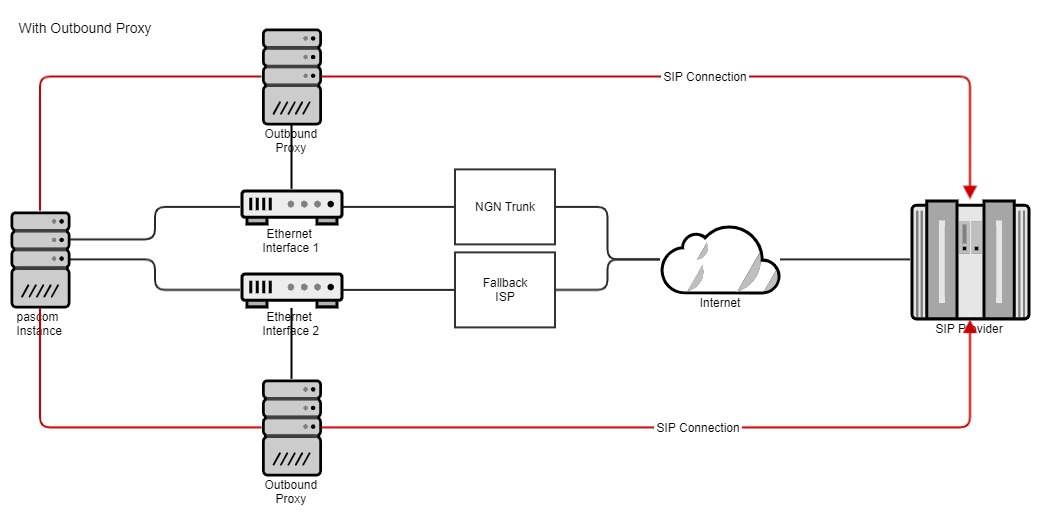 With Outbound Proxy
SIP Connection
Outbound
Proxy
NGN Trunk
Ethernet
Interface 1
Fallback
ISP
Internet
pascom
Instance
Ethernet
Interface 2
SIP Provider
SIP Connection
Outbound
Proxy